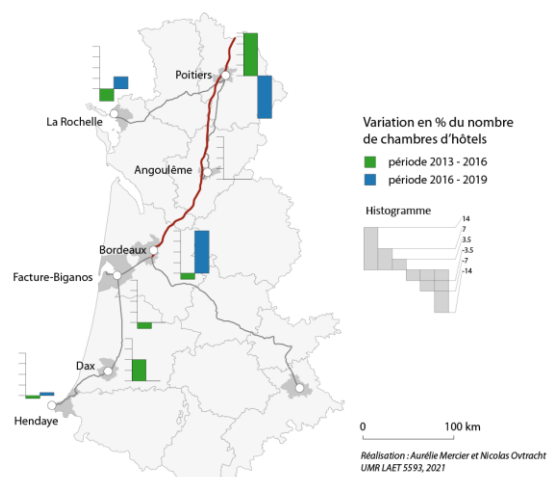 Poitiers
La Rochelle
Angoulême
Bordeaux
Facture-Biganos
Dax
Hendaye
Variation en % du nombre
de chambres d'hôtels
période 2013 - 2016
période 2016 - 2019
Histogramme
14
7
3.5
-3.5
-7
-14
0
100 km
Réalisation : Aurélie Mercier et Nicolas Ovtracht
UMR LAET 5593, 2021